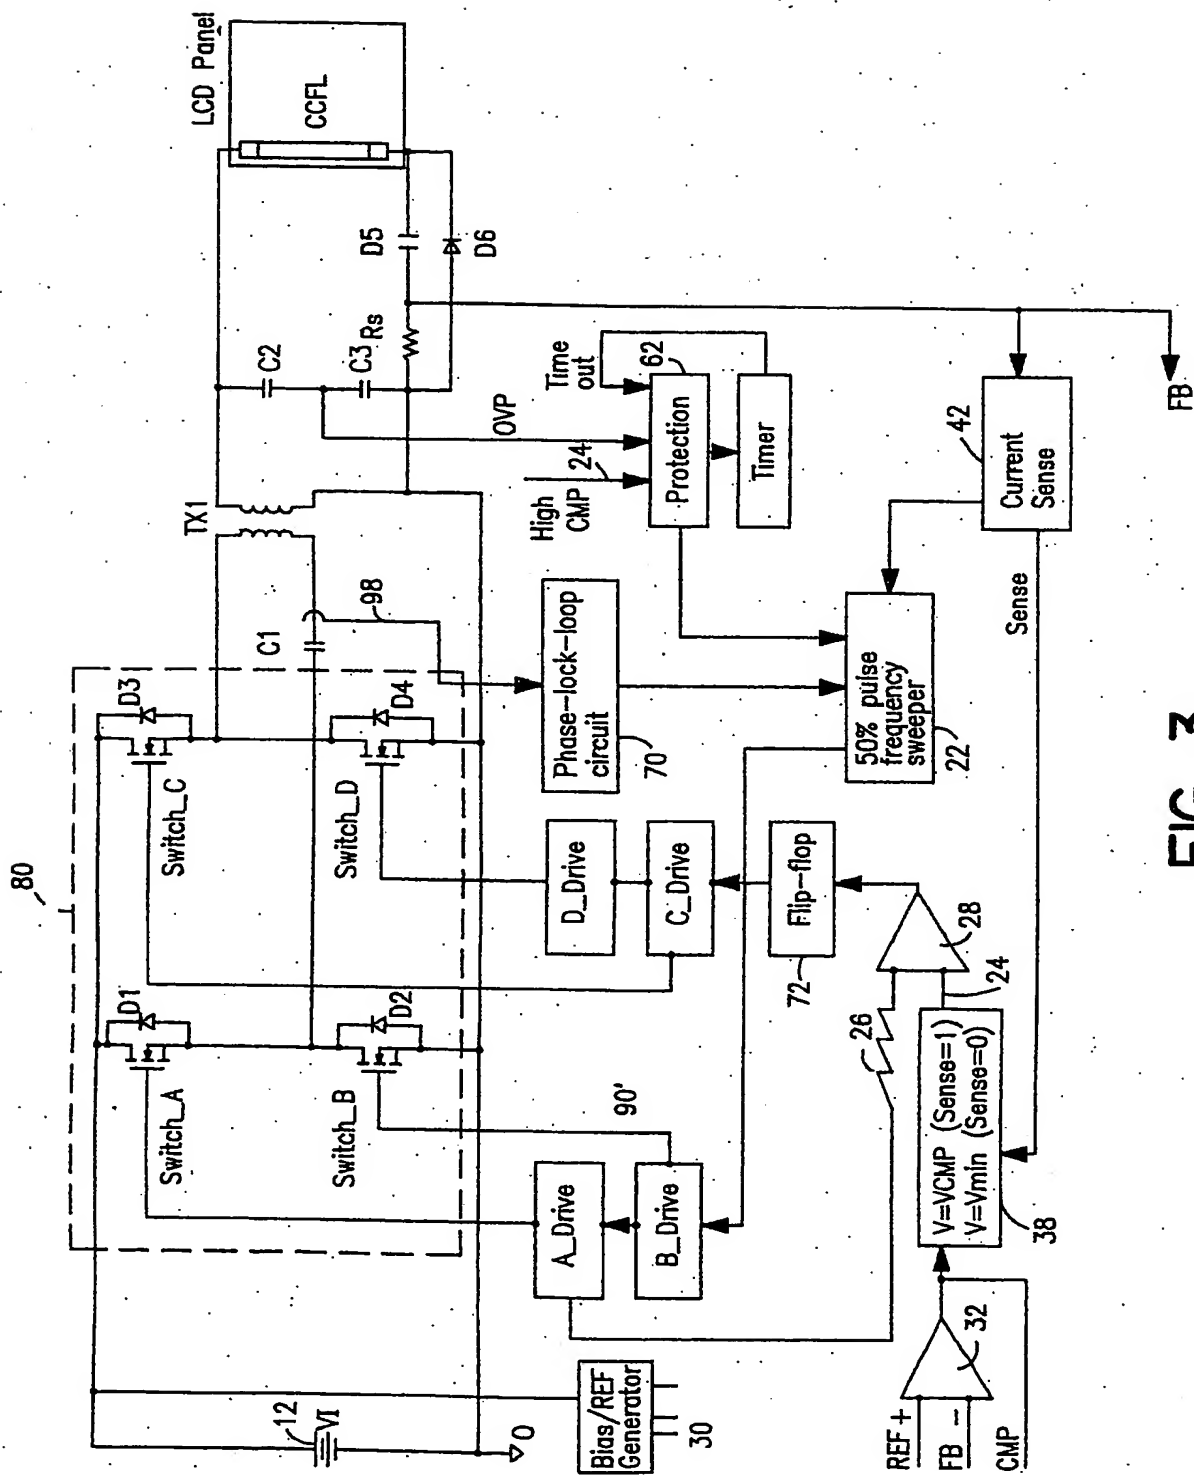 LCD Panel
CCFL
D5
D6
C2
C3
Rs
TX1
C1
98
OVP
High
CMP
24
Time
out
62
Protection
Timer
42
Current
Sense
FB
Sense
80
D3
D4
Switch_C
Switch_D
D1
D2
Switch_A
Switch_B
Phase-lock-loop
circuit
70
50% pulse
frequency
sweeper
22
D_Drive
C_Drive
Flip-flop
72
28
24
26
90'
A_Drive
B_Drive
V=VCMP (Sense=1)
V=Vmin (Sense=0)
38
32
REF +
FB -
CMP
12
VI
0
Bias/REF
Generator
30
FIG. 3